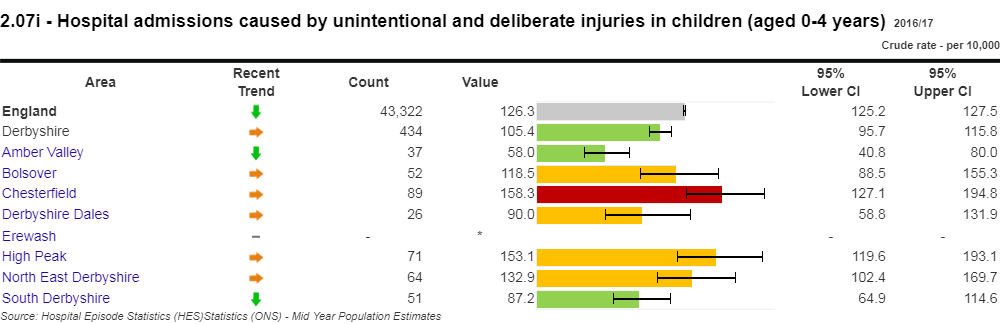 2.07i - Hospital admissions caused by unintentional and deliberate injuries in children (aged 0-4 years) 2016/17
Crude rate - per 10,000
Area Recent Trend Count Value 95% Lower CI 95% Upper CI
England 43,322 126.3 125.2 127.5
Derbyshire 434 105.4 95.7 115.8
Amber Valley 37 58.0 40.8 80.0
Bolsover 52 118.5 88.5 155.3
Chesterfield 89 158.3 127.1 194.8
Derbyshire Dales 26 90.0 58.8 131.9
Erewash – - * - -
High Peak 71 153.1 119.6 193.1
North East Derbyshire 64 132.9 102.4 169.7
South Derbyshire 51 87.2 64.9 114.6
Source: Hospital Episode Statistics (HES)Statistics (ONS) - Mid Year Population Estimates